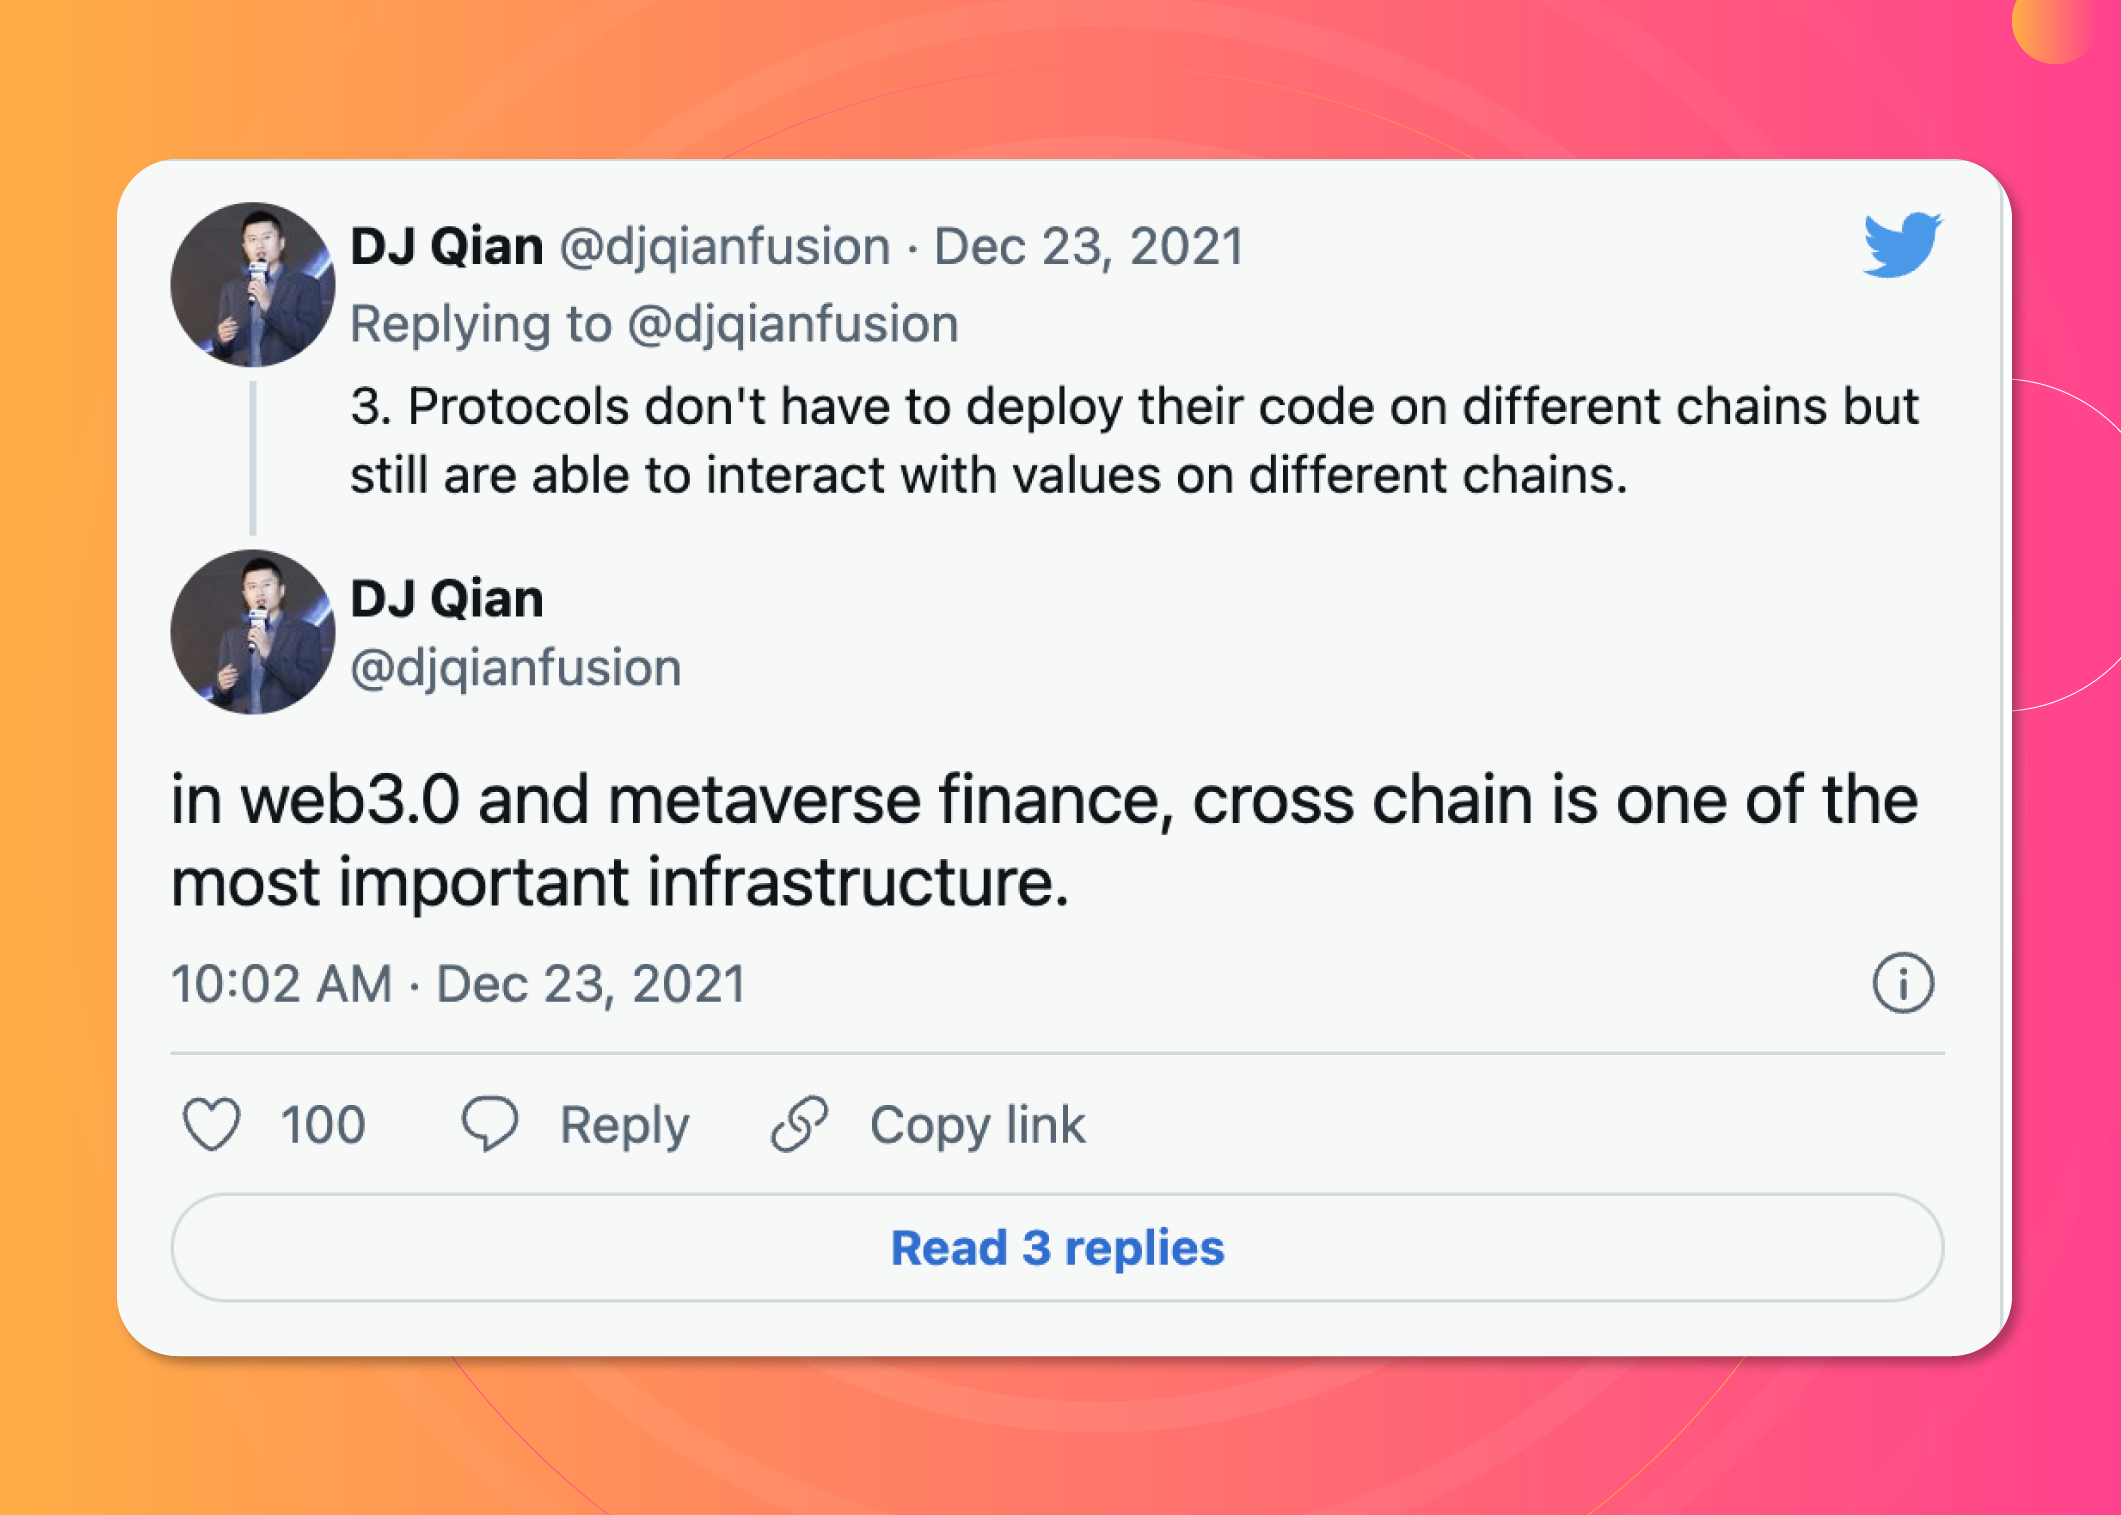 DJ Qian @djqianfusion · Dec 23, 2021
Replying to @djqianfusion
3. Protocols don't have to deploy their code on different chains but
still are able to interact with values on different chains.
DJ Qian
@djqianfusion
in web3.0 and metaverse finance, cross chain is one of the
most important infrastructure.
10:02 AM · Dec 23, 2021
100 Reply Copy link
Read 3 replies